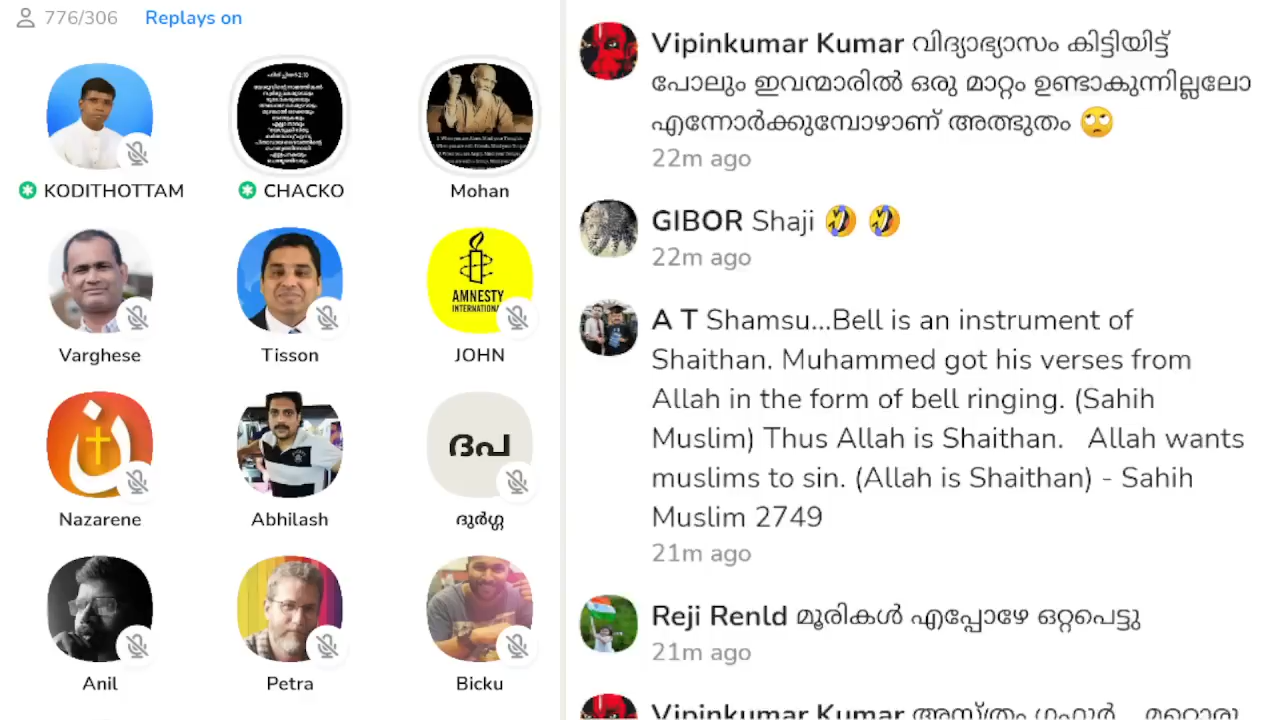 776/306 Replays on
KODITHOTTAM
CHACKO
Mohan
Varghese
Tisson
AMNESTY
INTERNATIONAL
JOHN
Nazarene
Abhilash
ദപ
ദുർഗ്ഗ
Anil
Petra
Bicku
Vipinkumar Kumar വിദ്യാഭ്യാസം കിട്ടിയിട്ട്
പോലും ഇവന്മാരിൽ ഒരു മാറ്റം ഉണ്ടാകുന്നില്ലലോ
എന്നോർക്കുമ്പോഴാണ് അത്ഭുതം 🙄
22m ago
GIBOR Shaji 🤣 🤣
22m ago
A T Shamsu...Bell is an instrument of
Shaithan. Muhammed got his verses from
Allah in the form of bell ringing. (Sahih
Muslim) Thus Allah is Shaithan. Allah wants
muslims to sin. (Allah is Shaithan) - Sahih
Muslim 2749
21m ago
Reji Renld മൂരികൾ എപ്പോഴേ ഒറ്റപെട്ടു
21m ago
Vipinkumar Kumar